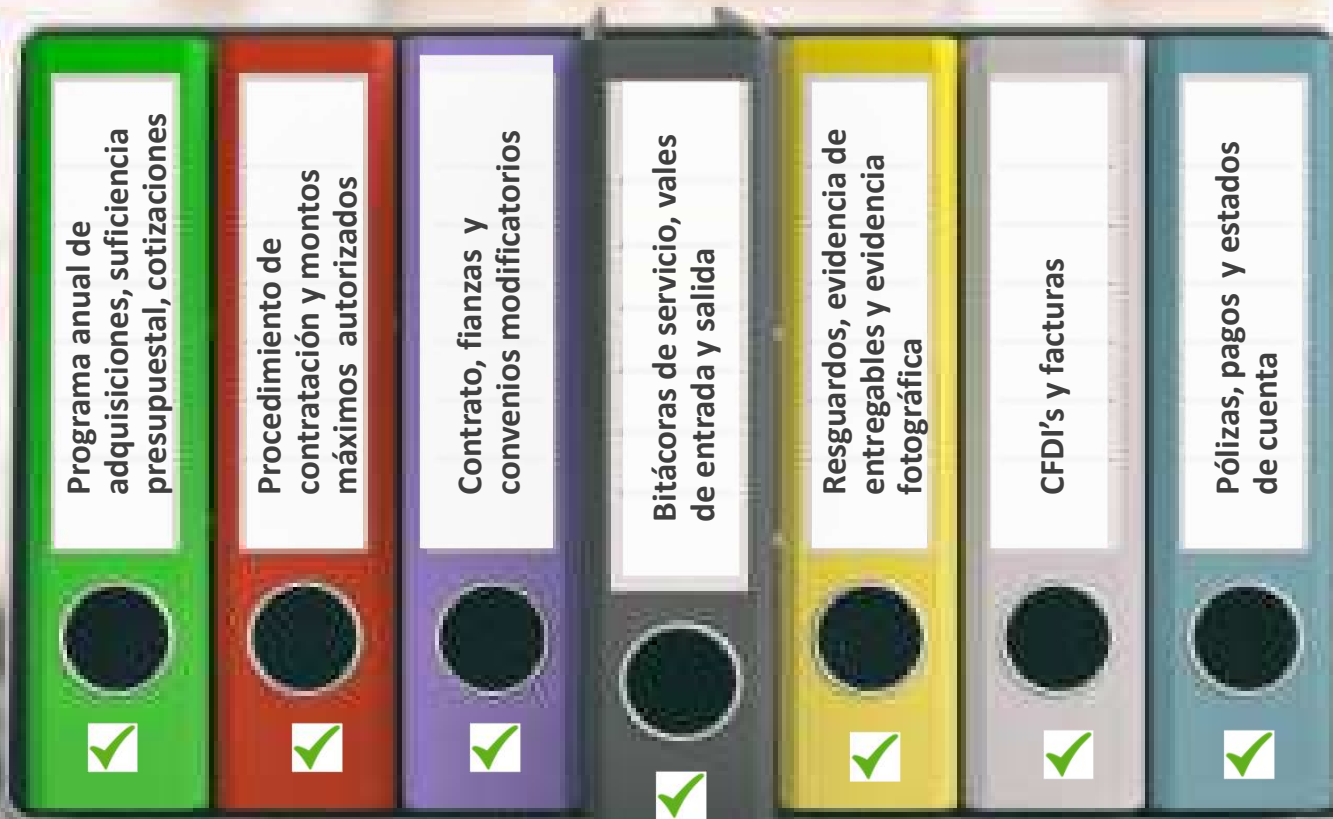 Programa anual de
adquisiciones, suficiencia
presupuestal, cotizaciones
Procedimiento de
contratación y montos
máximos autorizados
Contrato, fianzas y
convenios modificatorios
Bitácoras de servicio, vales
de entrada y salida
Resguardos, evidencia de
entregables y evidencia
fotográfica
CFDI’s y facturas
Pólizas, pagos y estados
de cuenta